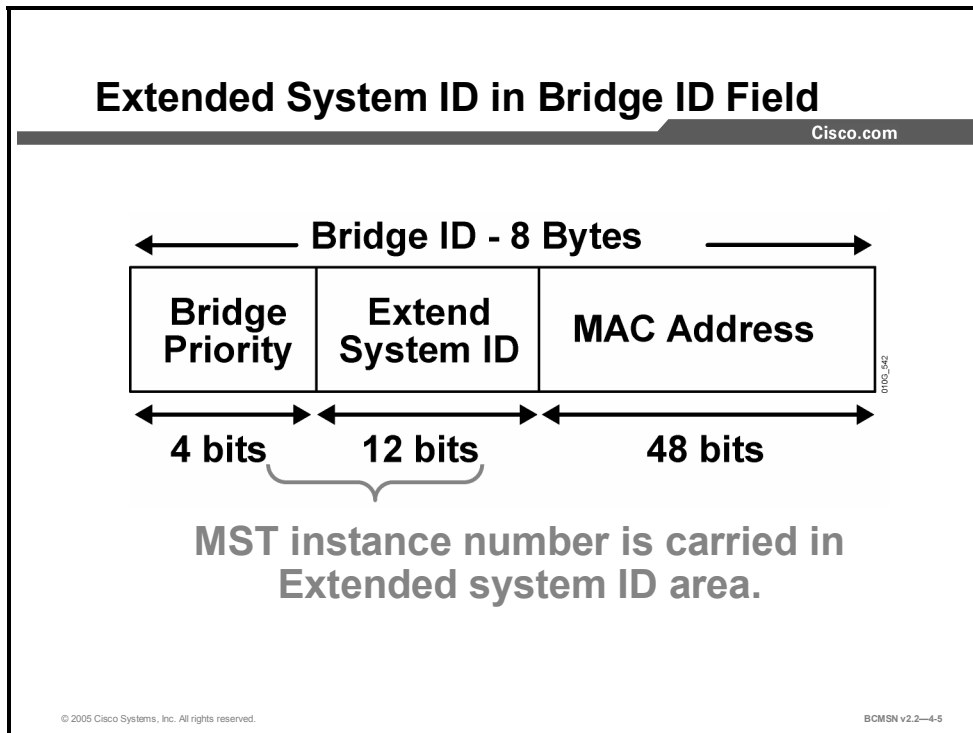 Extended System ID in Bridge ID Field
Cisco.com
Bridge ID - 8 Bytes
Bridge
Priority
Extend
System ID
MAC Address
010G_542
4 bits
12 bits
48 bits
MST instance number is carried in
Extended system ID area.
© 2005 Cisco Systems, Inc. All rights reserved.
BCMSN v2.2—4-5